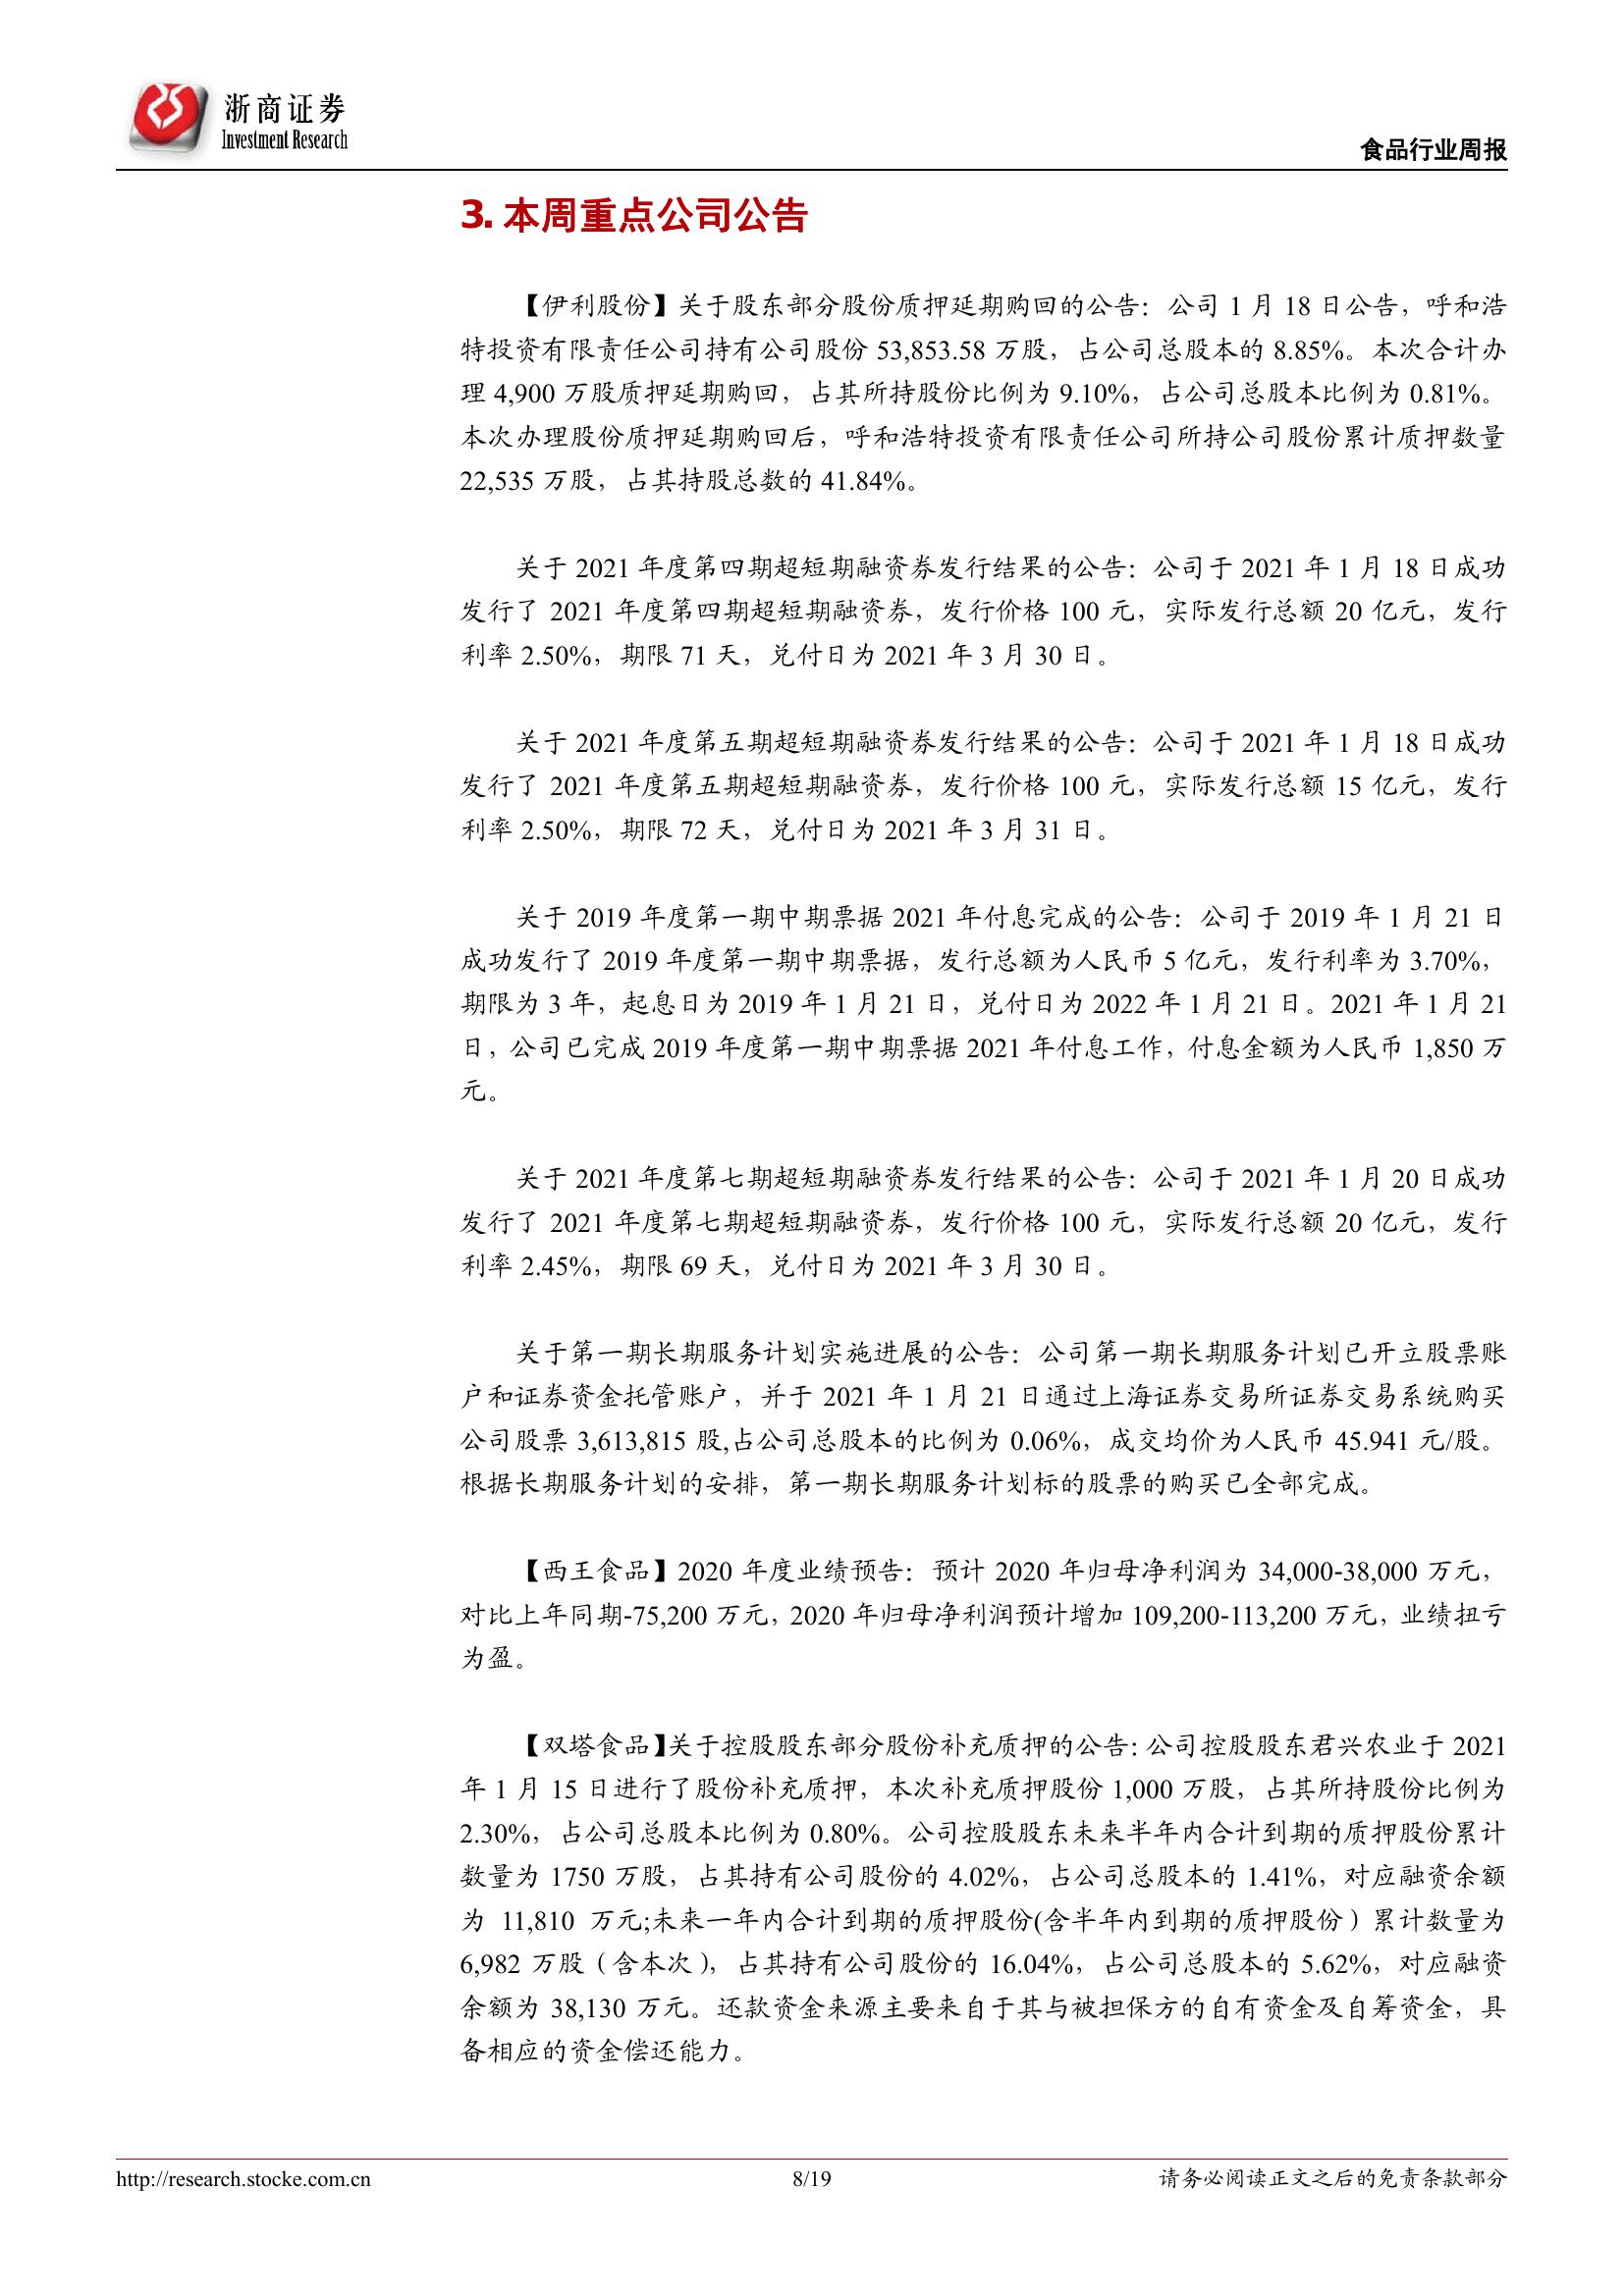 浙商证券
Investment Research
食品行业周报
3. 本周重点公司公告
【伊利股份】关于股东部分股份质押延期购回的公告：公司 1 月 18 日公告，呼和浩
特投资有限责任公司持有公司股份 53,853.58 万股，占公司总股本的 8.85%。本次合计办
理 4,900 万股质押延期购回，占其所持股份比例为 9.10%，占公司总股本比例为 0.81%。
本次办理股份质押延期购回后，呼和浩特投资有限责任公司所持公司股份累计质押数量
22,535 万股，占其持股总数的 41.84%。
关于 2021 年度第四期超短期融资券发行结果的公告：公司于 2021 年 1 月 18 日成功
发行了 2021 年度第四期超短期融资券，发行价格 100 元，实际发行总额 20 亿元，发行
利率 2.50%，期限 71 天，兑付日为 2021 年 3 月 30 日。
关于 2021 年度第五期超短期融资券发行结果的公告：公司于 2021 年 1 月 18 日成功
发行了 2021 年度第五期超短期融资券，发行价格 100 元，实际发行总额 15 亿元，发行
利率 2.50%，期限 72 天，兑付日为 2021 年 3 月 31 日。
关于 2019 年度第一期中期票据 2021 年付息完成的公告：公司于 2019 年 1 月 21 日
成功发行了 2019 年度第一期中期票据，发行总额为人民币 5 亿元，发行利率为 3.70%，
期限为 3 年，起息日为 2019 年 1 月 21 日，兑付日为 2022 年 1 月 21 日。2021 年 1 月 21
日，公司已完成 2019 年度第一期中期票据 2021 年付息工作，付息金额为人民币 1,850 万
元。
关于 2021 年度第七期超短期融资券发行结果的公告：公司于 2021 年 1 月 20 日成功
发行了 2021 年度第七期超短期融资券，发行价格 100 元，实际发行总额 20 亿元，发行
利率 2.45%，期限 69 天，兑付日为 2021 年 3 月 30 日。
关于第一期长期服务计划实施进展的公告：公司第一期长期服务计划已开立股票账
户和证券资金托管账户，并于 2021 年 1 月 21 日通过上海证券交易所证券交易系统购买
公司股票 3,613,815 股,占公司总股本的比例为 0.06%，成交均价为人民币 45.941 元/股。
根据长期服务计划的安排，第一期长期服务计划标的股票的购买已全部完成。
【西王食品】2020 年度业绩预告：预计 2020 年归母净利润为 34,000-38,000 万元，
对比上年同期-75,200 万元，2020 年归母净利润预计增加 109,200-113,200 万元，业绩扭亏
为盈。
【双塔食品】关于控股股东部分股份补充质押的公告：公司控股股东君兴农业于 2021
年 1 月 15 日进行了股份补充质押，本次补充质押股份 1,000 万股，占其所持股份比例为
2.30%，占公司总股本比例为 0.80%。公司控股股东未来半年内合计到期的质押股份累计
数量为 1750 万股，占其持有公司股份的 4.02%，占公司总股本的 1.41%，对应融资余额
为 11,810 万元;未来一年内合计到期的质押股份(含半年内到期的质押股份）累计数量为
6,982 万股（含本次），占其持有公司股份的 16.04%，占公司总股本的 5.62%，对应融资
余额为 38,130 万元。还款资金来源主要来自于其与被担保方的自有资金及自筹资金，具
备相应的资金偿还能力。
http://research.stocke.com.cn
8/19
请务必阅读正文之后的免责条款部分